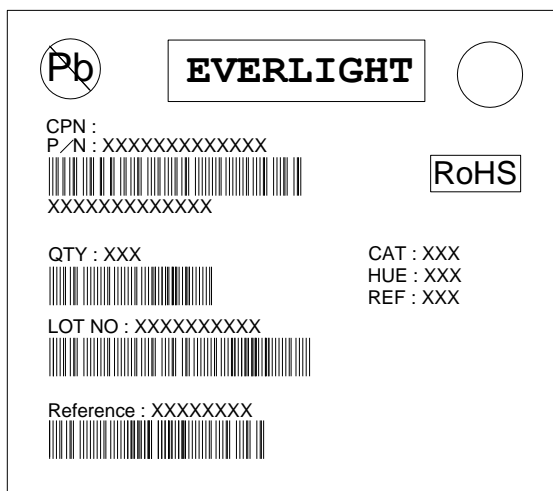 Pb
EVERLIGHT
CPN :
P/N : XXXXXXXXXXXXX
RoHS
XXXXXXXXXXXXX
QTY : XXX
CAT : XXX
HUE : XXX
REF : XXX
LOT NO : XXXXXXXXXX
Reference : XXXXXXXX